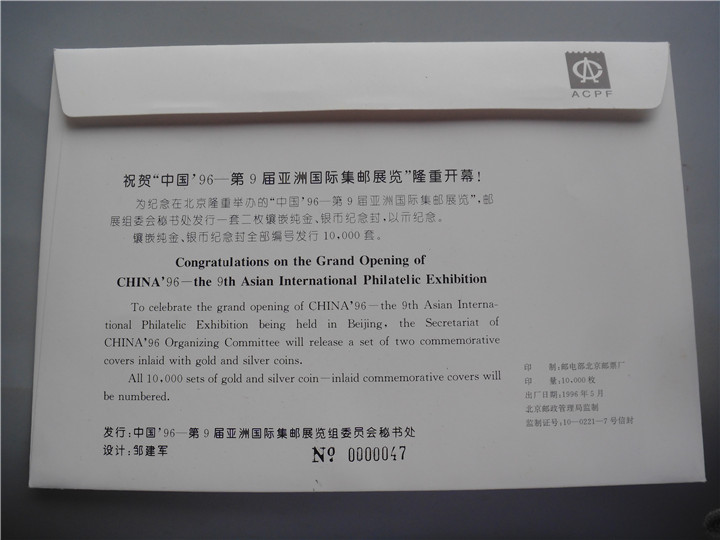 ACPF
祝贺“中国’96—第9届亚洲国际集邮展览”隆重开幕！
为纪念在北京隆重举办的“中国’96—第9届亚洲国际集邮展览”，邮
展组委会秘书处发行一套二枚镶嵌纯金、银币纪念封，以示纪念。
镶嵌纯金、银币纪念封全部编号发行10,000套。
Congratulations on the Grand Opening of
CHINA’96—the 9th Asian International Philatelic Exhibition
To celebrate the grand opening of CHINA’96—the 9th Asian Interna-
tional Philatelic Exhibition being held in Beijing, the Secretariat of
CHINA’96 Organizing Committee will release a set of two commemorative
covers inlaid with gold and silver coins.
All 10,000 sets of gold and silver coin—inlaid commemorative covers will
be numbered.
发行：中国’96—第9届亚洲国际集邮展览组委员会秘书处
设计：邹建军
№ 0000047
印　制：邮电部北京邮票厂
印　量：10,000枚
出厂日期：1996年5月
北京邮政管理局监制
监制证号：10—0221—7号信封